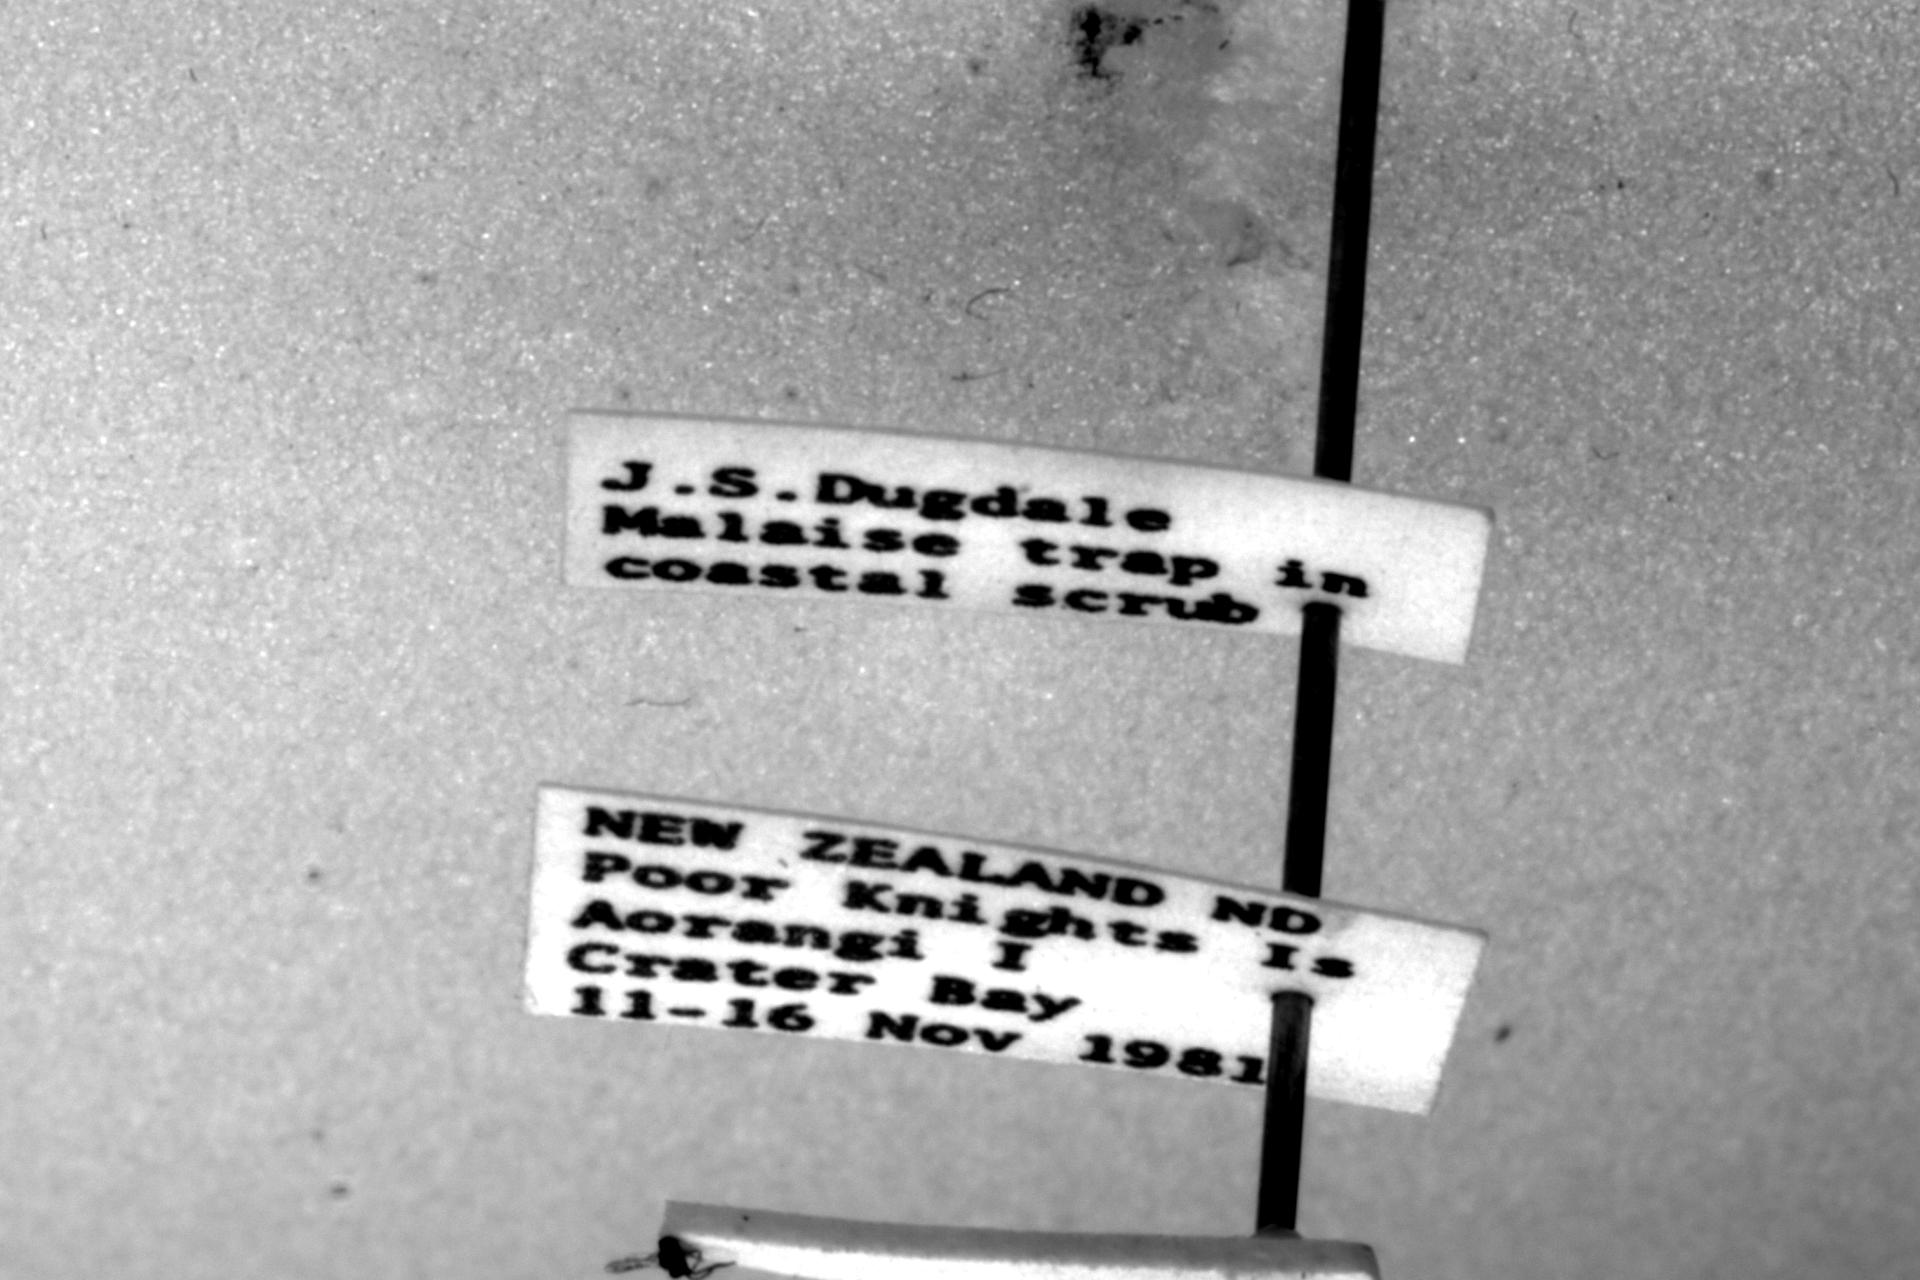 J.S.Dugdale
Malaise trap in
coastal scrub
NEW ZEALAND ND
Poor Knights Is
Aorangi I
Crater Bay
11-16 Nov 1981